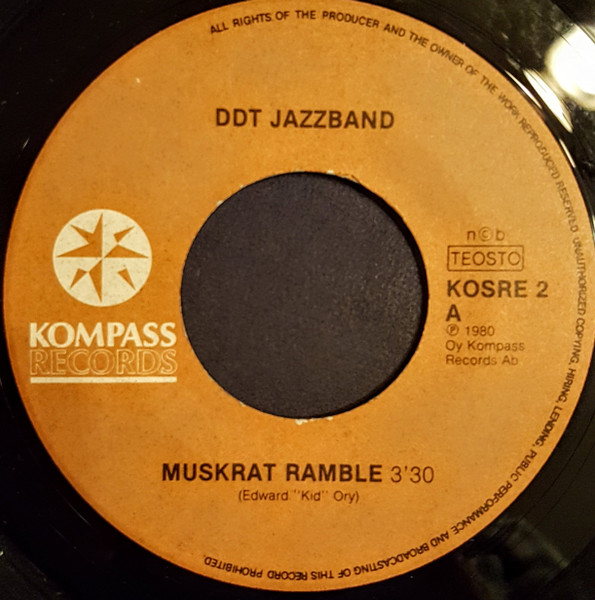 ALL RIGHTS OF THE PRODUCER AND THE OWNER OF THE WORK REPRODUCED RESERVED. UNAUTHORIZED COPYING, HIRING, LENDING, PUBLIC PERFORMANCE AND BROADCASTING OF THIS RECORD PROHIBITED.
DDT JAZZBAND
n©b
TEOSTO
KOSRE 2
A
℗ 1980
Oy Kompass
Records Ab
KOMPASS
RECORDS
MUSKRAT RAMBLE 3'30
(Edward "Kid" Ory)